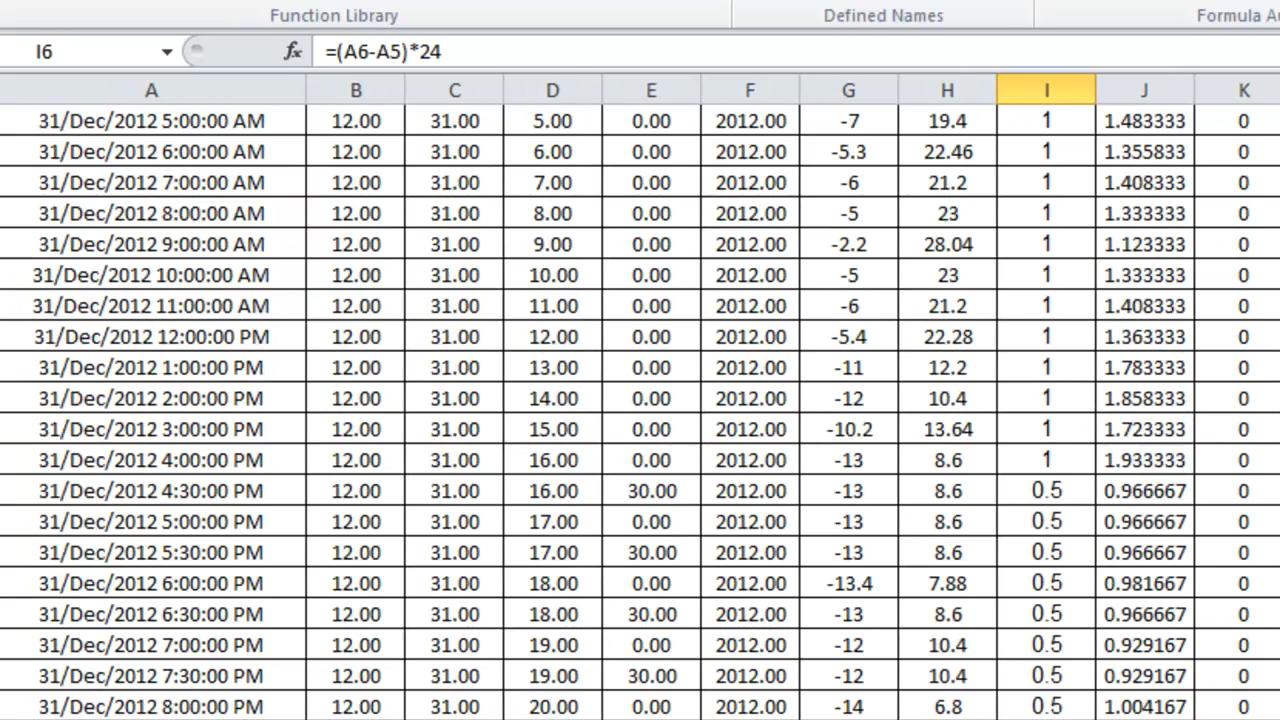 Function Library Defined Names Formula Au
I6 fx =(A6-A5)*24
A B C D E F G H I J K
31/Dec/2012 5:00:00 AM 12.00 31.00 5.00 0.00 2012.00 -7 19.4 1 1.483333 0
31/Dec/2012 6:00:00 AM 12.00 31.00 6.00 0.00 2012.00 -5.3 22.46 1 1.355833 0
31/Dec/2012 7:00:00 AM 12.00 31.00 7.00 0.00 2012.00 -6 21.2 1 1.408333 0
31/Dec/2012 8:00:00 AM 12.00 31.00 8.00 0.00 2012.00 -5 23 1 1.333333 0
31/Dec/2012 9:00:00 AM 12.00 31.00 9.00 0.00 2012.00 -2.2 28.04 1 1.123333 0
31/Dec/2012 10:00:00 AM 12.00 31.00 10.00 0.00 2012.00 -5 23 1 1.333333 0
31/Dec/2012 11:00:00 AM 12.00 31.00 11.00 0.00 2012.00 -6 21.2 1 1.408333 0
31/Dec/2012 12:00:00 PM 12.00 31.00 12.00 0.00 2012.00 -5.4 22.28 1 1.363333 0
31/Dec/2012 1:00:00 PM 12.00 31.00 13.00 0.00 2012.00 -11 12.2 1 1.783333 0
31/Dec/2012 2:00:00 PM 12.00 31.00 14.00 0.00 2012.00 -12 10.4 1 1.858333 0
31/Dec/2012 3:00:00 PM 12.00 31.00 15.00 0.00 2012.00 -10.2 13.64 1 1.723333 0
31/Dec/2012 4:00:00 PM 12.00 31.00 16.00 0.00 2012.00 -13 8.6 1 1.933333 0
31/Dec/2012 4:30:00 PM 12.00 31.00 16.00 30.00 2012.00 -13 8.6 0.5 0.966667 0
31/Dec/2012 5:00:00 PM 12.00 31.00 17.00 0.00 2012.00 -13 8.6 0.5 0.966667 0
31/Dec/2012 5:30:00 PM 12.00 31.00 17.00 30.00 2012.00 -13 8.6 0.5 0.966667 0
31/Dec/2012 6:00:00 PM 12.00 31.00 18.00 0.00 2012.00 -13.4 7.88 0.5 0.981667 0
31/Dec/2012 6:30:00 PM 12.00 31.00 18.00 30.00 2012.00 -13 8.6 0.5 0.966667 0
31/Dec/2012 7:00:00 PM 12.00 31.00 19.00 0.00 2012.00 -12 10.4 0.5 0.929167 0
31/Dec/2012 7:30:00 PM 12.00 31.00 19.00 30.00 2012.00 -12 10.4 0.5 0.929167 0
31/Dec/2012 8:00:00 PM 12.00 31.00 20.00 0.00 2012.00 -14 6.8 0.5 1.004167 0